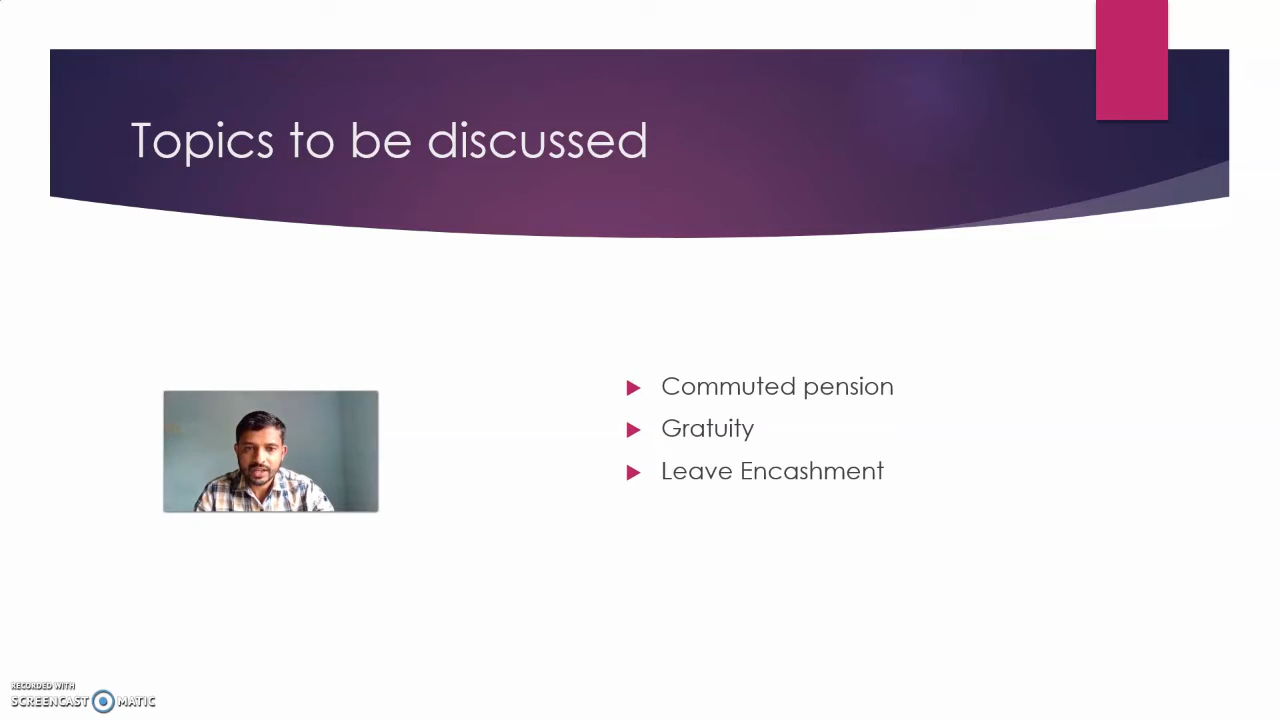 Topics to be discussed
Commuted pension
Gratuity
Leave Encashment
RECORDED WITH
SCREENCAST MATIC